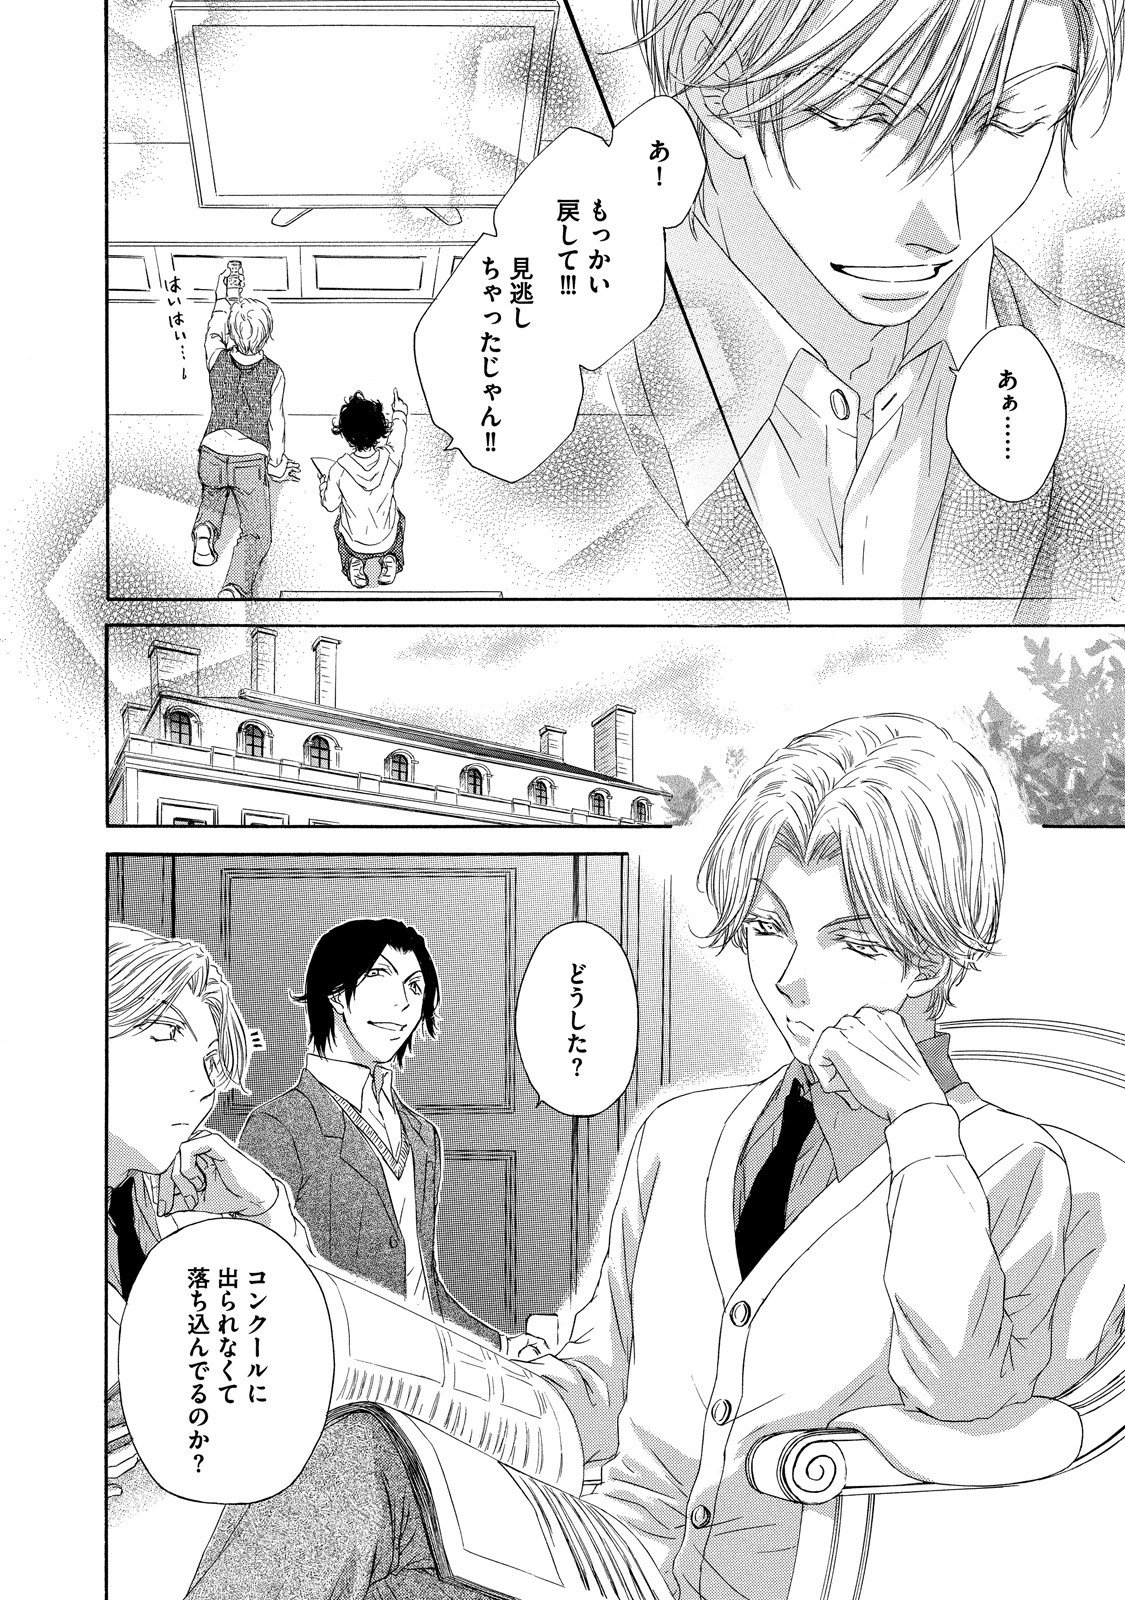 あぁ……
あ！
もっかい
戻して!!!
見逃し
ちゃったじゃん!!
はいはい…
どうした？
コンクールに
出られなくて
落ち込んでるのか？